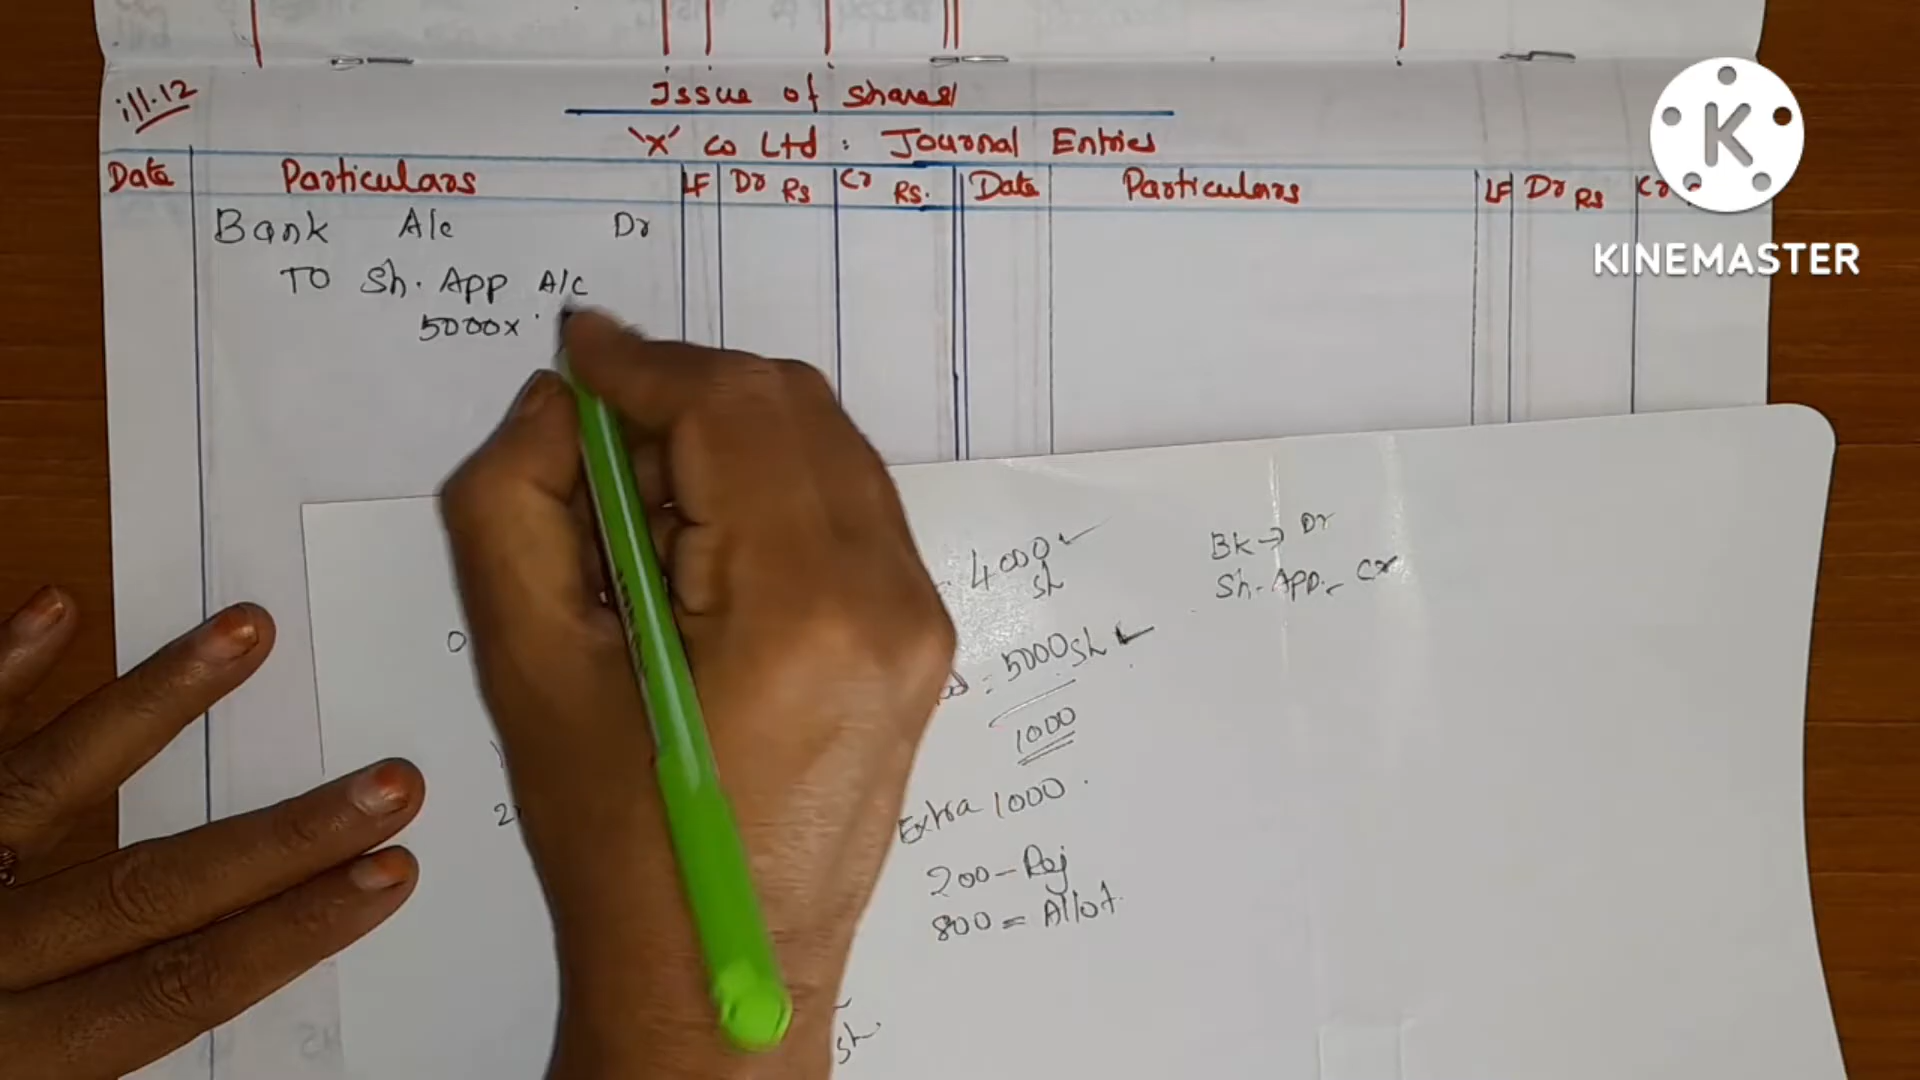 ill.12
Issue of shares
'X' Co Ltd : Journal Entries
Date Particulars LF Dr Rs Cr Rs. Date Particulars LF Dr Rs Cr
Bank A/c Dr
To Sh. App A/c
5000x
K
KINEMASTER
4000
sh
5000sh
1000
Extra 1000
200 - Rej
800 = Allot.
sh
Bk → Dr
Sh. App. - Cr